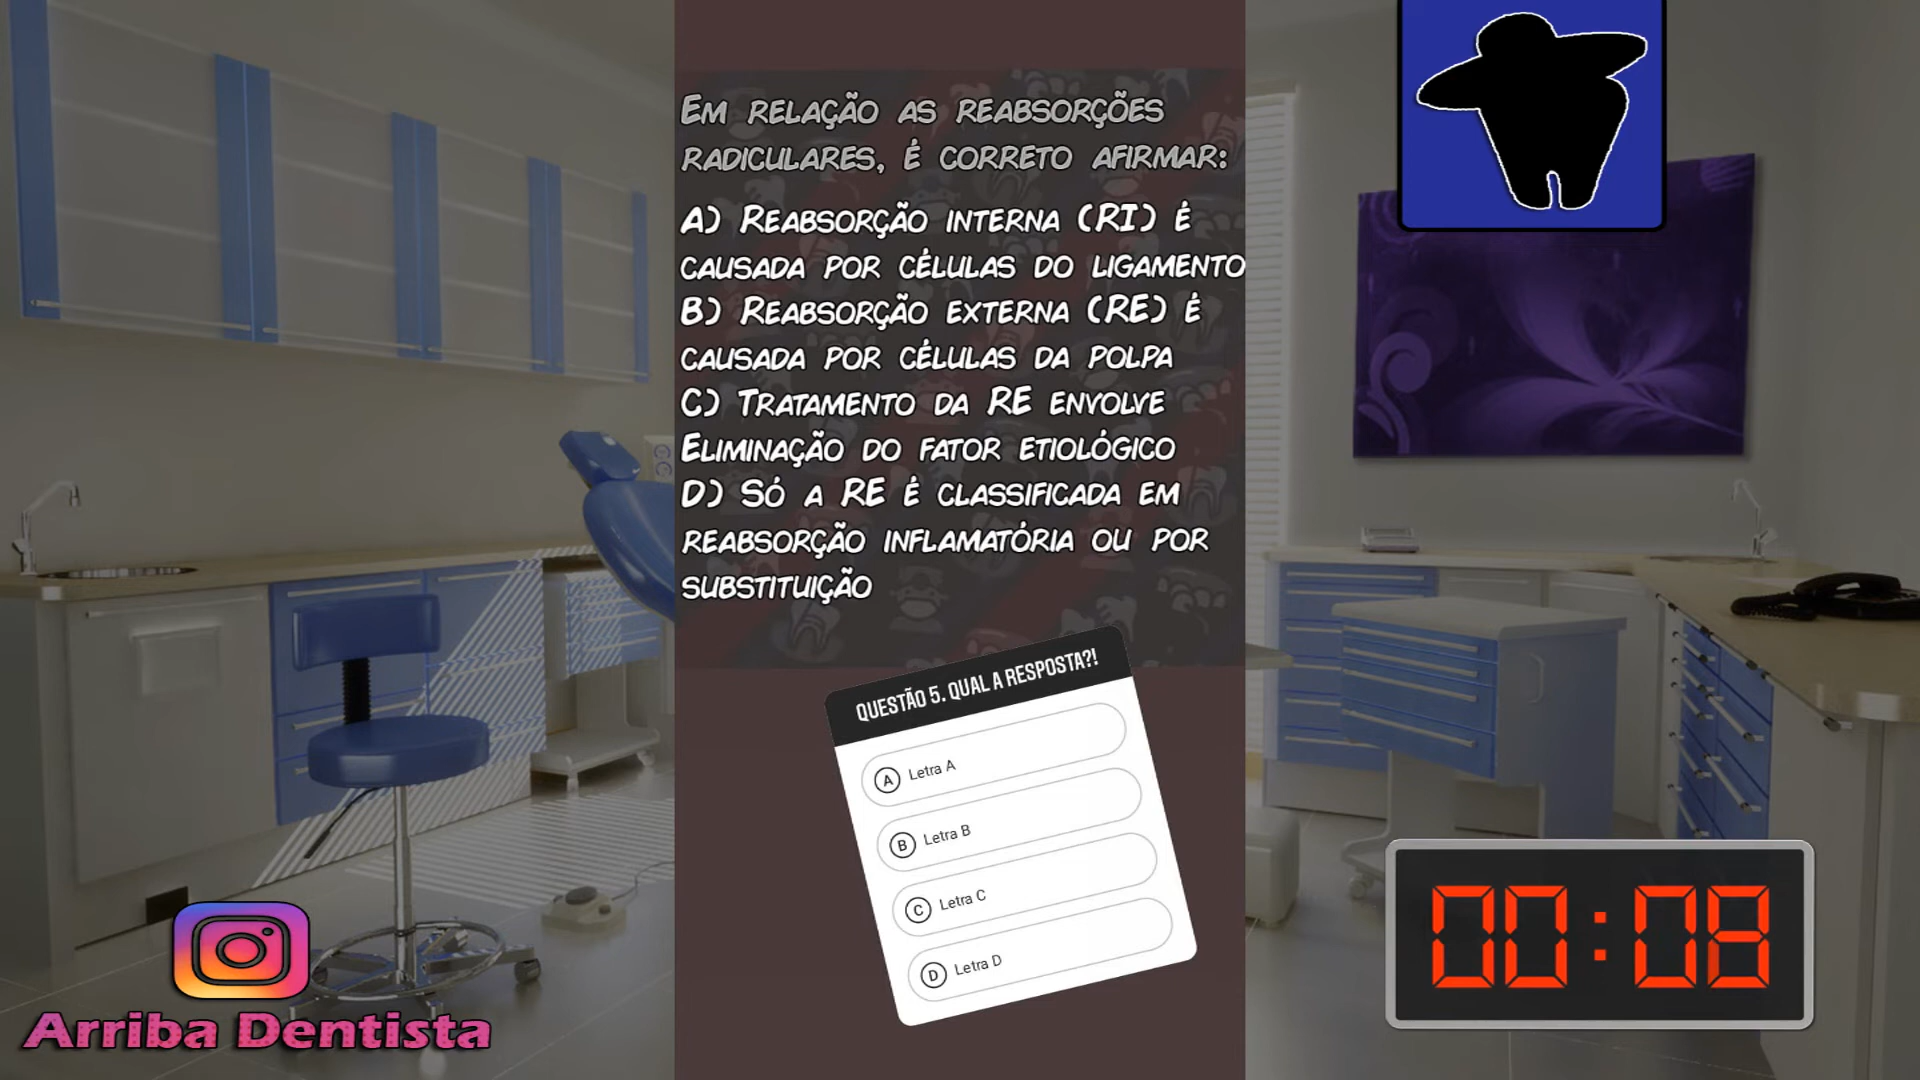 Em relação as reabsorções
radiculares, é correto afirmar:
A) Reabsorção interna (RI) é
causada por células do ligamento
B) Reabsorção externa (RE) é
causada por células da polpa
C) Tratamento da RE envolve
Eliminação do fator etiológico
D) Só a RE é classificada em
reabsorção inflamatória ou por
substituição
QUESTÃO 5. QUAL A RESPOSTA?!
A Letra A
B Letra B
C Letra C
D Letra D
Arriba Dentista
00:09